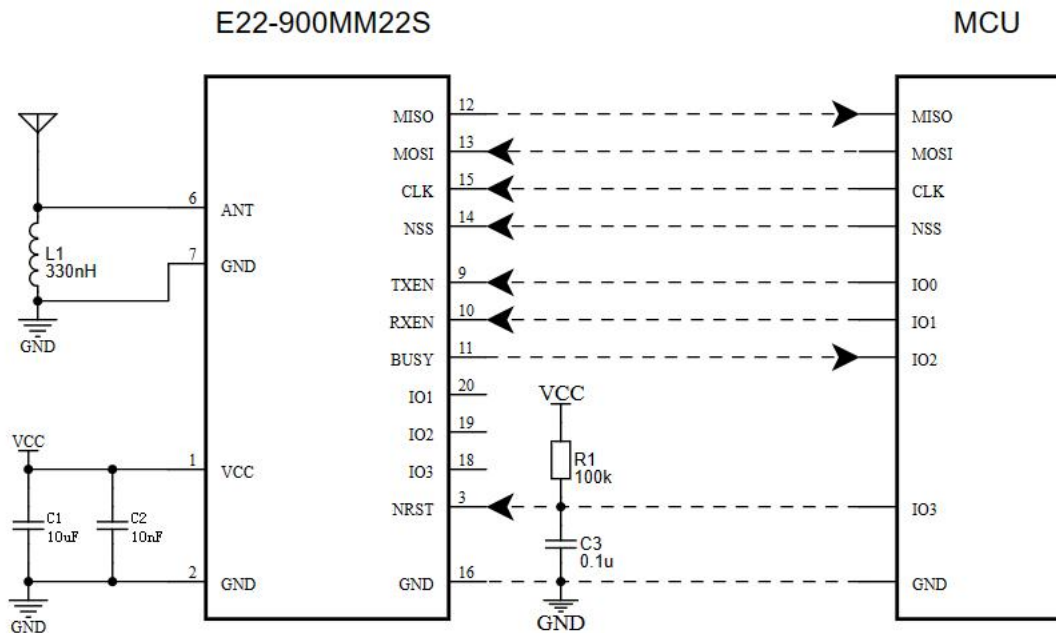 E22-900MM22S
MCU
MISO 12 MISO
MOSI 13 MOSI
6 ANT CLK 15 CLK
NSS 14 NSS
L1
330nH
7 GND
TXEN 9 IO0
RXEN 10 IO1
GND
BUSY 11 IO2
IO1 20
VCC
IO2 19
VCC
1 VCC
IO3 18
R1
100k
NRST 3 IO3
C1
10uF
C2
10nF
C3
0.1u
2 GND
GND 16 GND
GND
GND